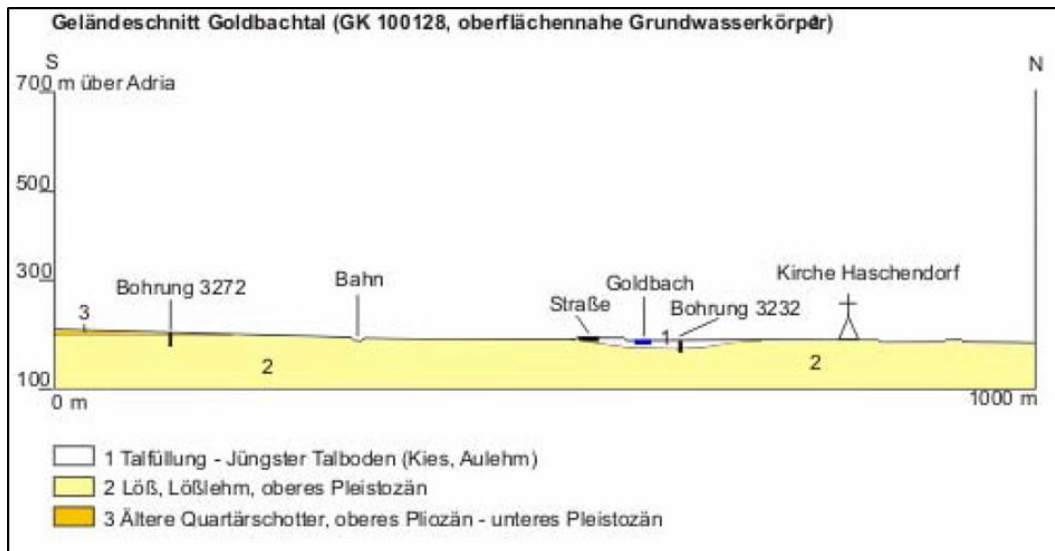 Geländeschnitt Goldbachtal (GK 100128, oberflächennahe Grundwasserkörper)
S N
700 m über Adria
500
300
Kirche Haschendorf
Bohrung 3272 Bahn Goldbach
Straße Bohrung 3232
3
1
2 2
100
0 m 1000 m
1 Talfüllung - Jüngster Talboden (Kies, Aulehm)
2 Löß, Lößlehm, oberes Pleistozän
3 Ältere Quartärschotter, oberes Pliozän - unteres Pleistozän